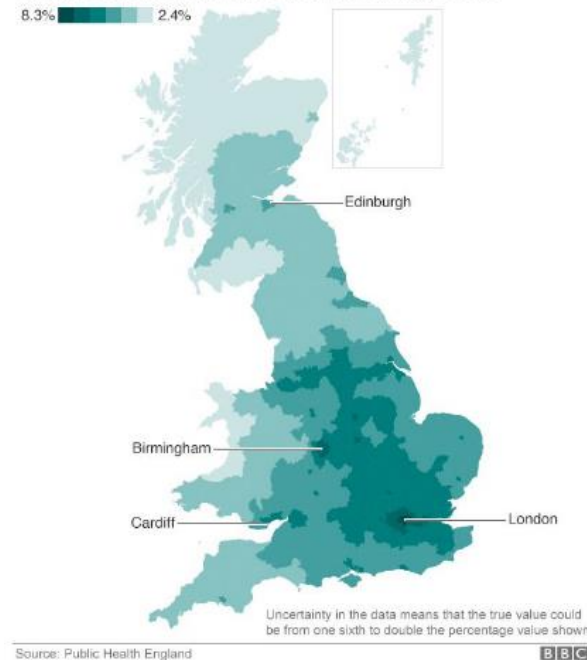 8.3% 2.4%
Edinburgh
Birmingham
Cardiff
London
Uncertainty in the data means that the true value could
be from one sixth to double the percentage value shown
Source: Public Health England
BBC